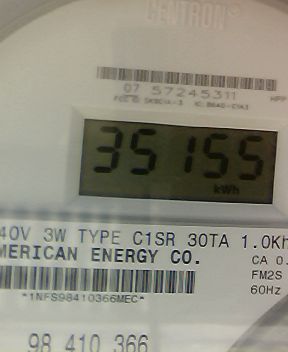 CENTRON®
07 57245311
35155
kWh
40V 3W TYPE C1SR 30TA 1.0Kh
MERICAN ENERGY CO.
CA 0.
FM2S
60Hz
*1NFS98410366MEC*
98 410 366